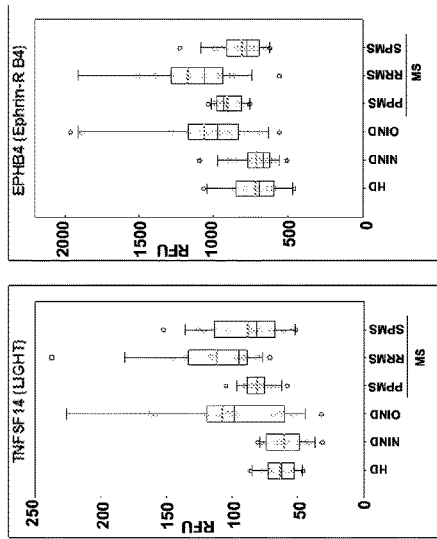 TNFSF14 (LIGHT)
RFU
250
200
150
100
50
0
HD
NIND
OIND
PPMS
RRMS
SPMS
MS
EPHB4 (Ephrin-R B4)
RFU
2000
1500
1000
500
0
HD
NIND
OIND
PPMS
RRMS
SPMS
MS